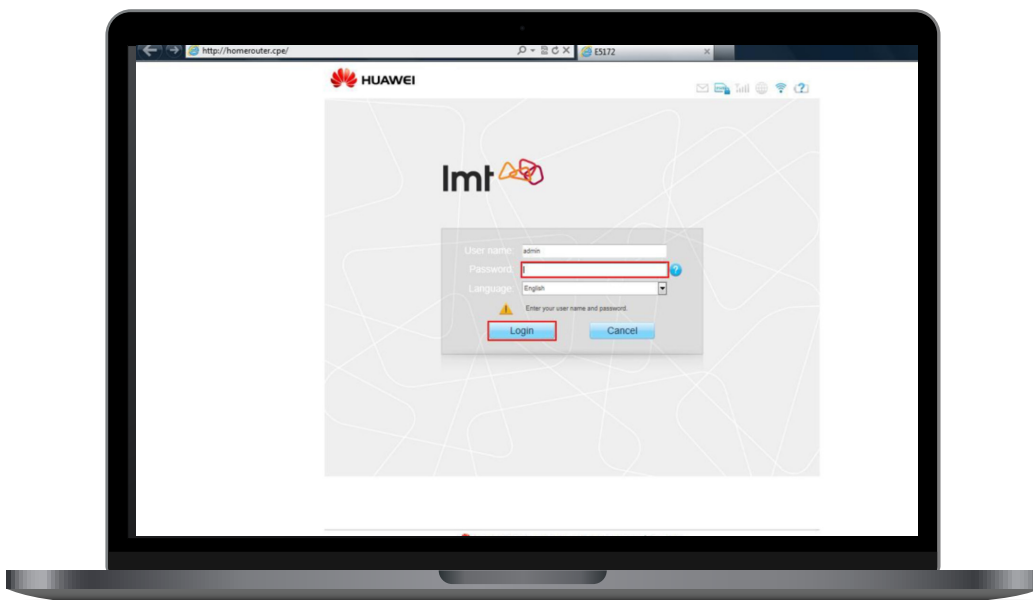 http://homerouter.cpe/
E5172
HUAWEI
lmt
User name: admin
Password:
Language: English
Enter your user name and password.
Login Cancel